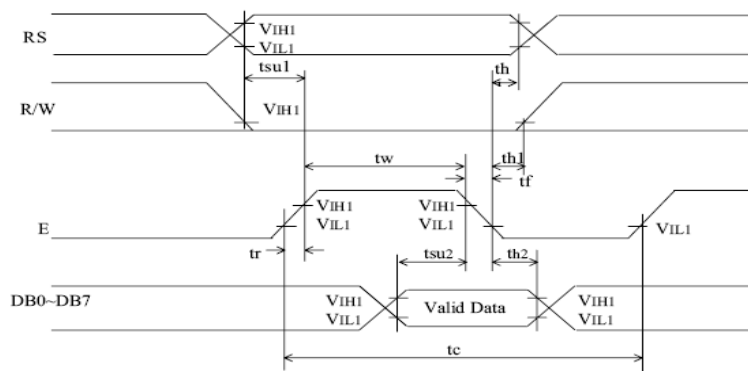 RS
VIH1
VIL1
tsu1
th
R/W
VIH1
tw
th1
tf
VIH1
VIL1
VIH1
VIL1
VIL1
E
tr
tsu2
th2
DB0~DB7
VIH1
VIL1
Valid Data
VIH1
VIL1
tc